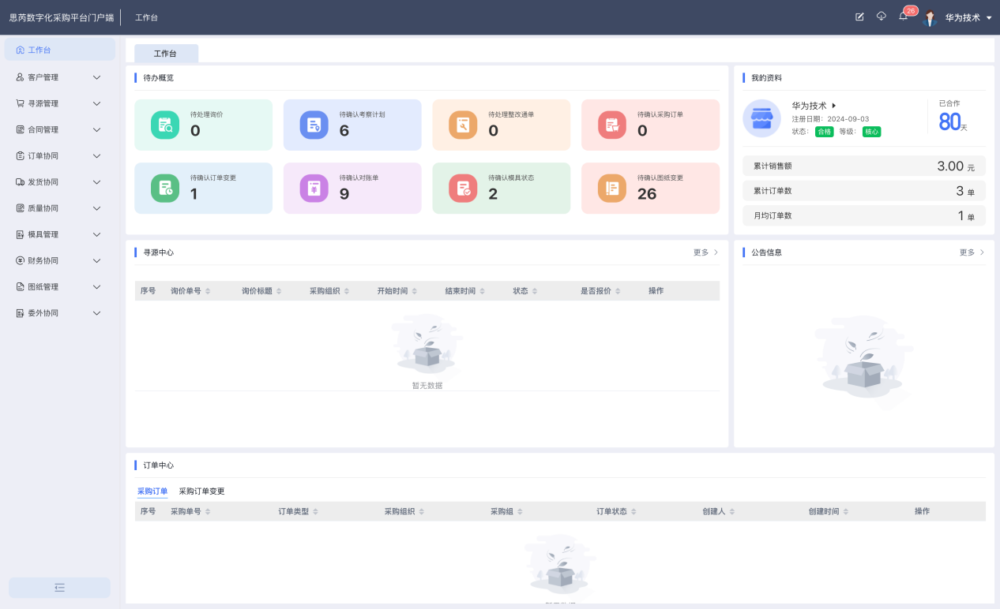 思芮数字化采购平台门户端
工作台
26
华为技术
工作台
客户管理
寻源管理
合同管理
订单协同
发货协同
质量协同
模具管理
财务协同
图纸管理
委外协同
工作台
待办概览
待处理询价
0
待确认考察计划
6
待处理整改通单
0
待确认采购订单
0
待确认订单变更
1
待确认对账单
9
待确认模具状态
2
待确认图纸变更
26
我的资料
华为技术
注册日期: 2024-09-03
状态: 合格 等级: 核心
已合作
80天
累计销售额 3.00 元
累计订单数 3 单
月均订单数 1 单
寻源中心 更多
序号 询价单号 询价标题 采购组织 开始时间 结束时间 状态 是否报价 操作
暂无数据
公告信息 更多
订单中心
采购订单 采购订单变更
序号 采购单号 订单类型 采购组织 采购组 订单状态 创建人 创建时间 操作